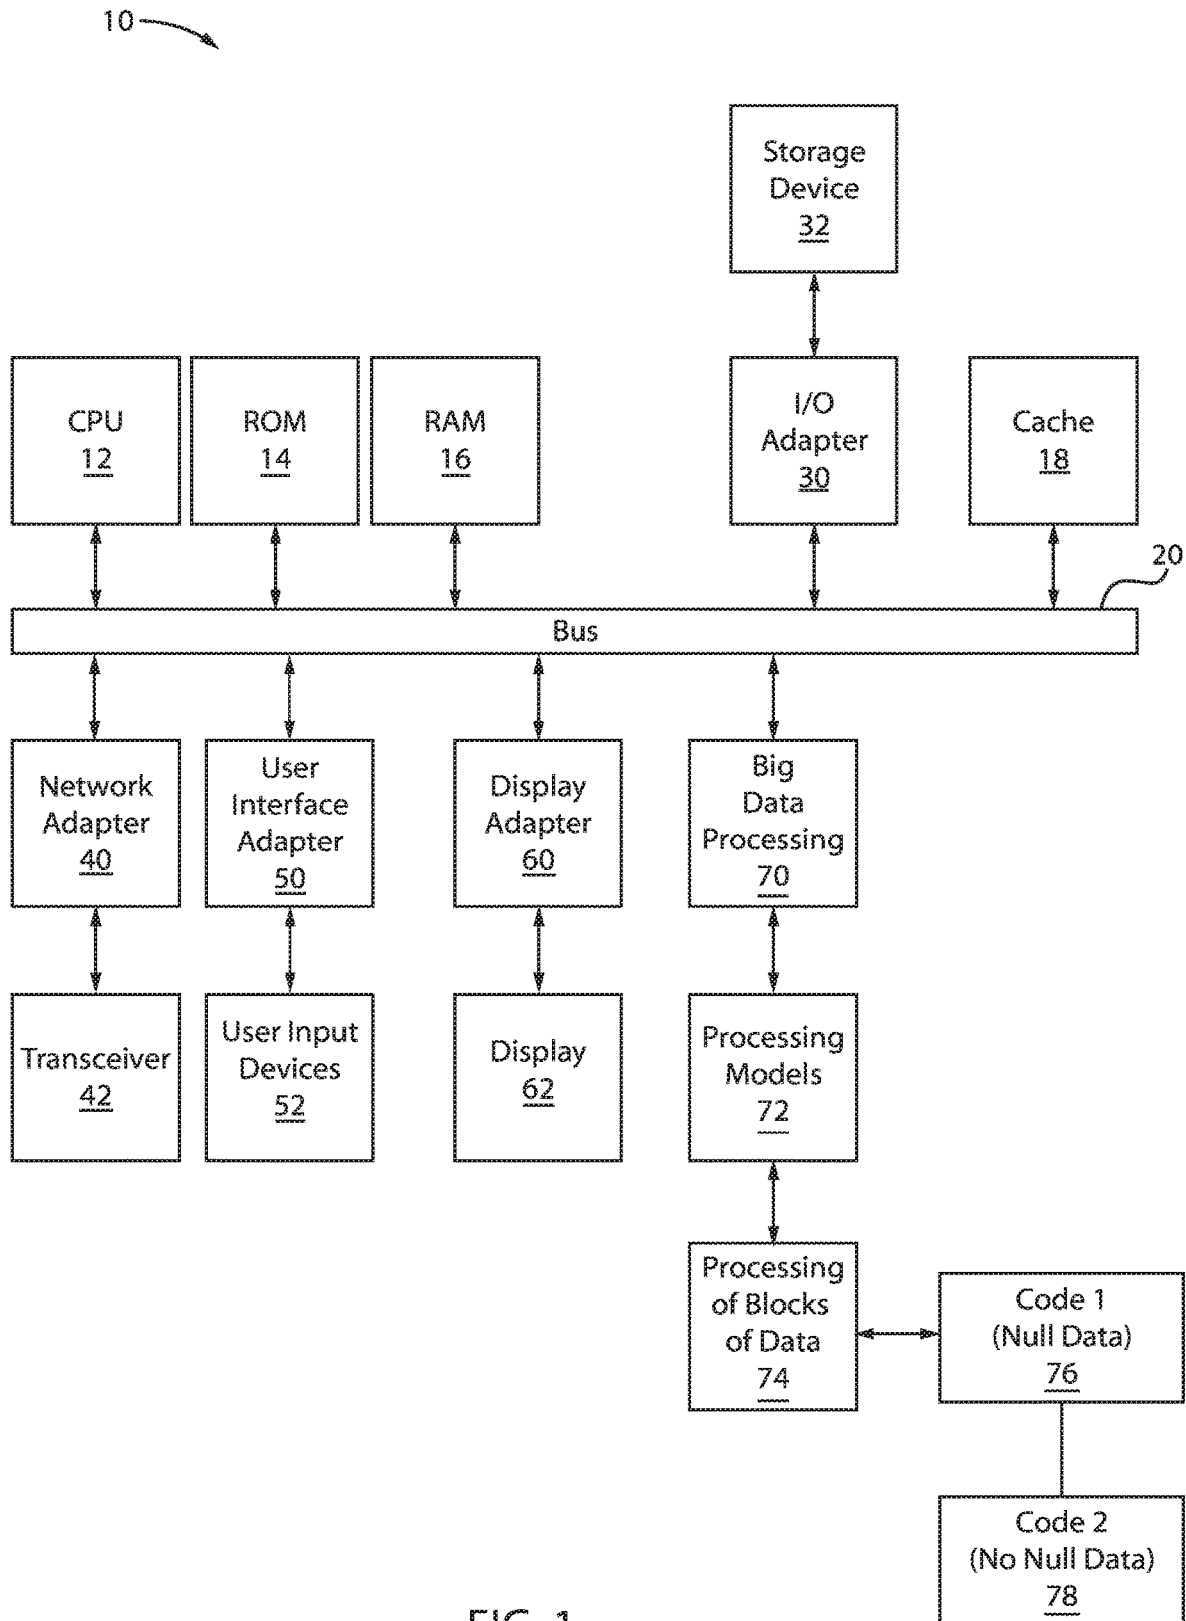 10
Storage
Device
32
CPU
12
ROM
14
RAM
16
I/O
Adapter
30
Cache
18
20
Bus
Network
Adapter
40
User
Interface
Adapter
50
Display
Adapter
60
Big
Data
Processing
70
Transceiver
42
User Input
Devices
52
Display
62
Processing
Models
72
Processing
of Blocks
of Data
74
Code 1
(Null Data)
76
Code 2
(No Null Data)
78
FIG. 1